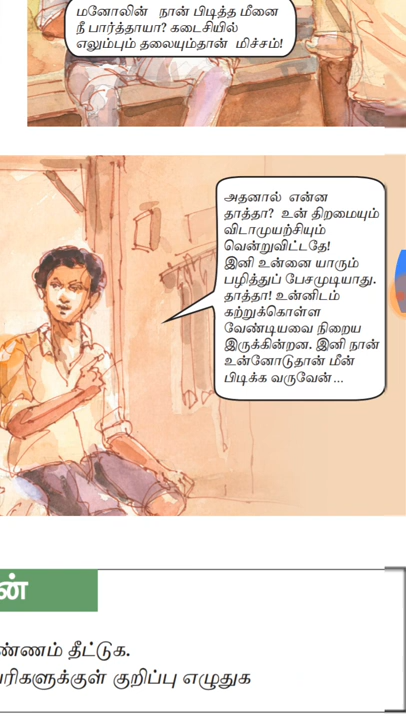 மனோலின் நான் பிடித்த மீனை
நீ பார்த்தாயா? கடைசியில்
எலும்பும் தலையும்தான் மிச்சம்!
அதனால் என்ன
தாத்தா? உன் திறமையும்
விடாமுயற்சியும்
வென்றுவிட்டதே!
இனி உன்னை யாரும்
பழித்துப் பேசமுடியாது.
தாத்தா! உன்னிடம்
கற்றுக்கொள்ள
வேண்டியவை நிறைய
இருக்கின்றன. இனி நான்
உன்னோடுதான் மீன்
பிடிக்க வருவேன்...
ன்
ண்ணம் தீட்டுக.
ரிகளுக்குள் குறிப்பு எழுதுக